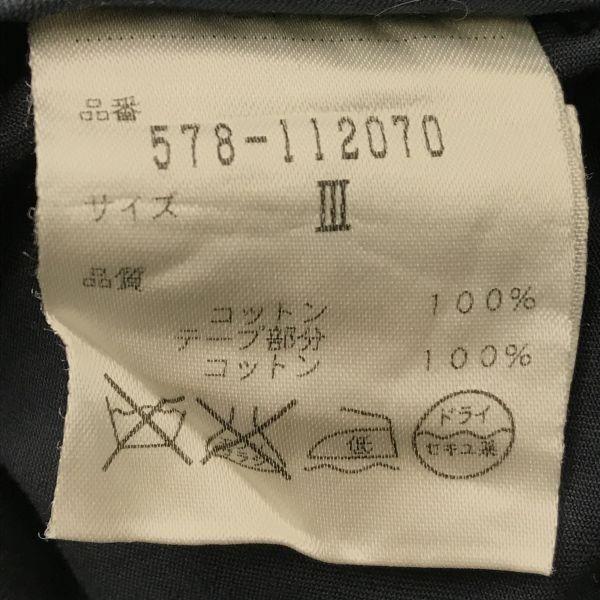 品番
578-112070
サイズ III
品質
コットン 100%
テープ部分
コットン 100%
低
ドライ
セキユ系